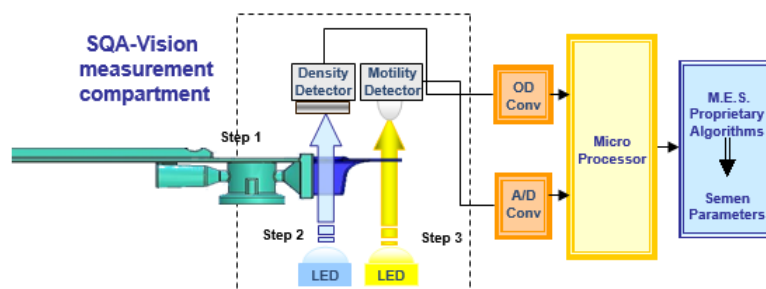 SQA-Vision
measurement
compartment
Density
Detector
Motility
Detector
Step 1
Step 2
Step 3
LED
LED
OD
Conv
A/D
Conv
Micro
Processor
M.E.S.
Proprietary
Algorithms
Semen
Parameters